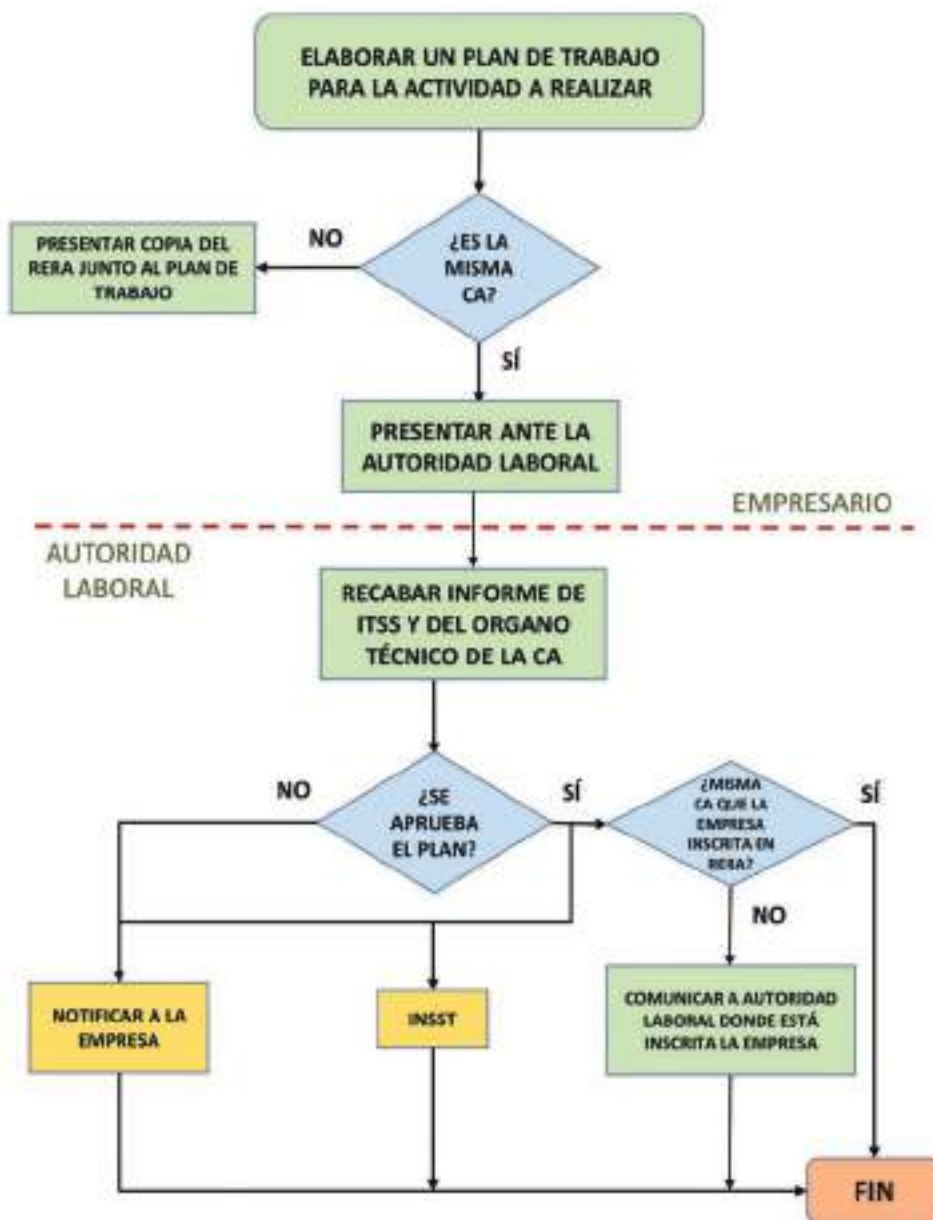 ELABORAR UN PLAN DE TRABAJO
PARA LA ACTIVIDAD A REALIZAR
NO
PRESENTAR COPIA DEL
RERA JUNTO AL PLAN DE
TRABAJO
¿ES LA
MISMA
CA?
SÍ
PRESENTAR ANTE LA
AUTORIDAD LABORAL
EMPRESARIO
AUTORIDAD
LABORAL
RECABAR INFORME DE
ITSS Y DEL ORGANO
TÉCNICO DE LA CA
NO
¿SE
APRUEBA
EL PLAN?
SÍ
¿MISMA
CA QUE LA
EMPRESA
INSCRITA EN
RERA?
SÍ
NO
NOTIFICAR A LA
EMPRESA
INSST
COMUNICAR A AUTORIDAD
LABORAL DONDE ESTÁ
INSCRITA LA EMPRESA
FIN